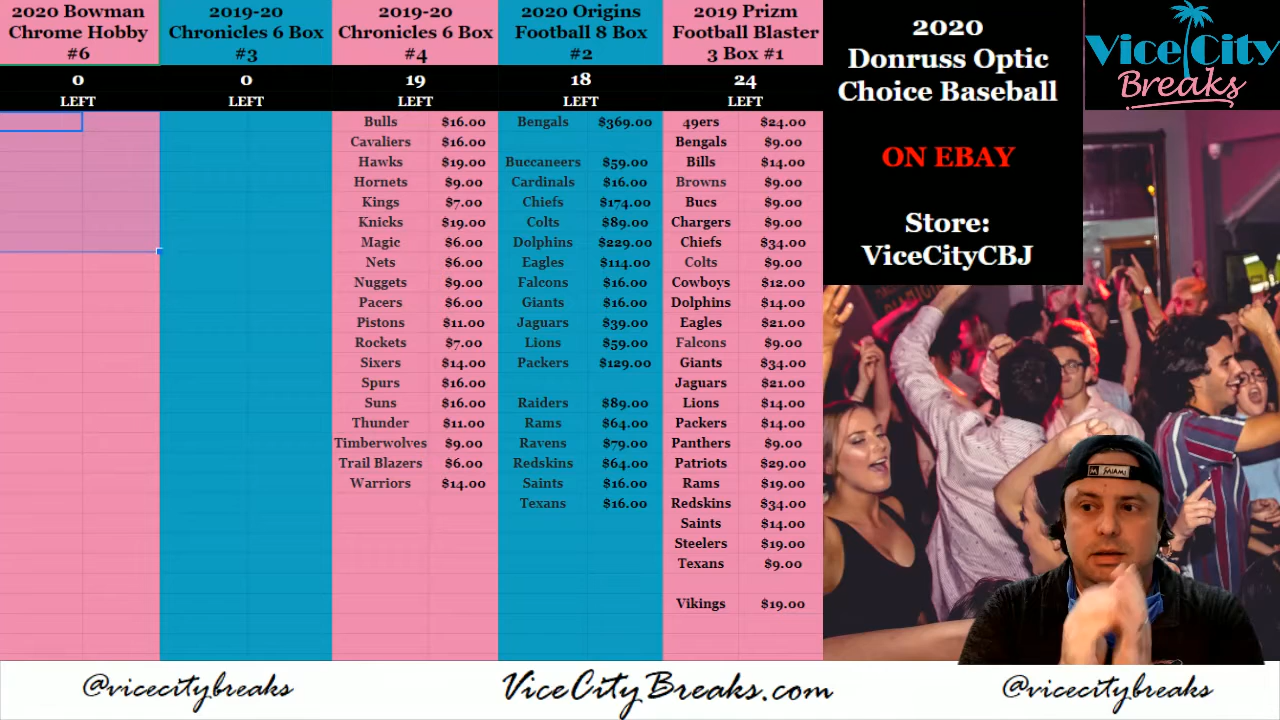 2020 Bowman
Chrome Hobby
#6
0
LEFT
2019-20
Chronicles 6 Box
#3
0
LEFT
2019-20
Chronicles 6 Box
#4
19
LEFT
Bulls $16.00
Cavaliers $16.00
Hawks $19.00
Hornets $9.00
Kings $7.00
Knicks $19.00
Magic $6.00
Nets $6.00
Nuggets $9.00
Pacers $6.00
Pistons $11.00
Rockets $7.00
Sixers $14.00
Spurs $16.00
Suns $16.00
Thunder $11.00
Timberwolves $9.00
Trail Blazers $6.00
Warriors $14.00
2020 Origins
Football 8 Box
#2
18
LEFT
Bengals $369.00
Buccaneers $59.00
Cardinals $16.00
Chiefs $174.00
Colts $89.00
Dolphins $229.00
Eagles $114.00
Falcons $16.00
Giants $16.00
Jaguars $39.00
Lions $59.00
Packers $129.00
Raiders $89.00
Rams $64.00
Ravens $79.00
Redskins $64.00
Saints $16.00
Texans $16.00
2019 Prizm
Football Blaster
3 Box #1
24
LEFT
49ers $24.00
Bengals $9.00
Bills $14.00
Browns $9.00
Bucs $9.00
Chargers $9.00
Chiefs $34.00
Colts $9.00
Cowboys $12.00
Dolphins $14.00
Eagles $21.00
Falcons $9.00
Giants $34.00
Jaguars $21.00
Lions $14.00
Packers $14.00
Panthers $9.00
Patriots $29.00
Rams $19.00
Redskins $34.00
Saints $14.00
Steelers $19.00
Texans $9.00
Vikings $19.00
2020
Donruss Optic
Choice Baseball
ON EBAY
Store:
ViceCityCBJ
Vice City
Breaks
MIAMI
@vicecitybreaks
ViceCityBreaks.com
@vicecitybreaks